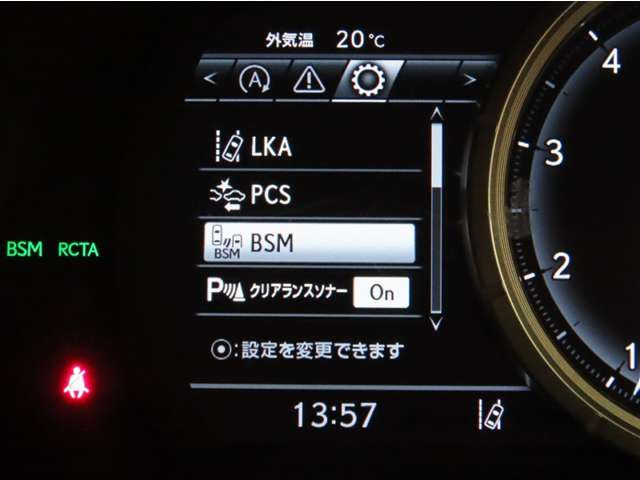 外気温 20℃
< A >
LKA
PCS
BSM BSM
P クリアランスソナー On
:設定を変更できます
13:57
BSM RCTA
4
3
2
1